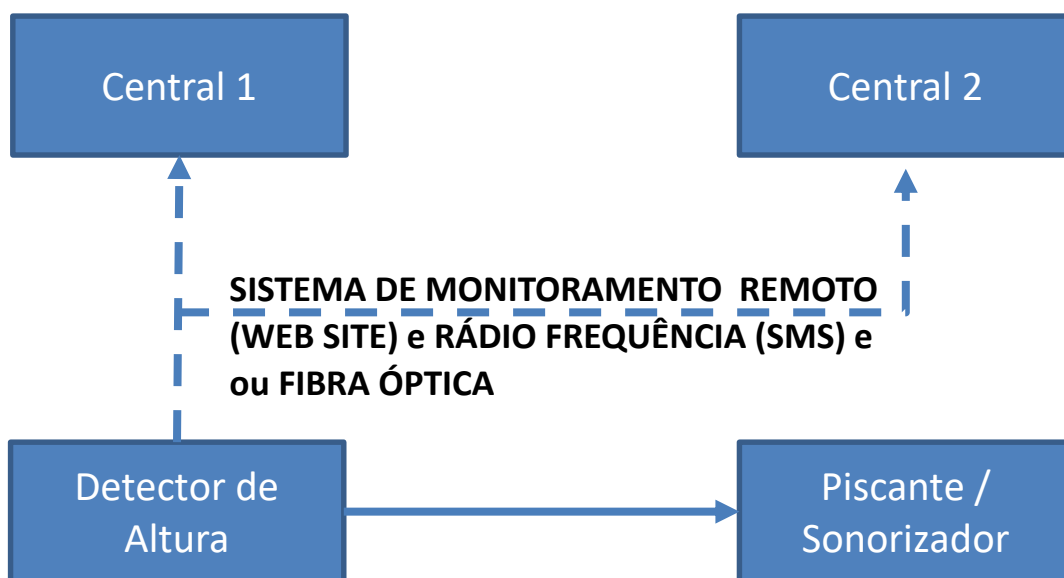 Central 1
Central 2
SISTEMA DE MONITORAMENTO REMOTO
(WEB SITE) e RÁDIO FREQUÊNCIA (SMS) e
ou FIBRA ÓPTICA
Detector de
Altura
Piscante /
Sonorizador